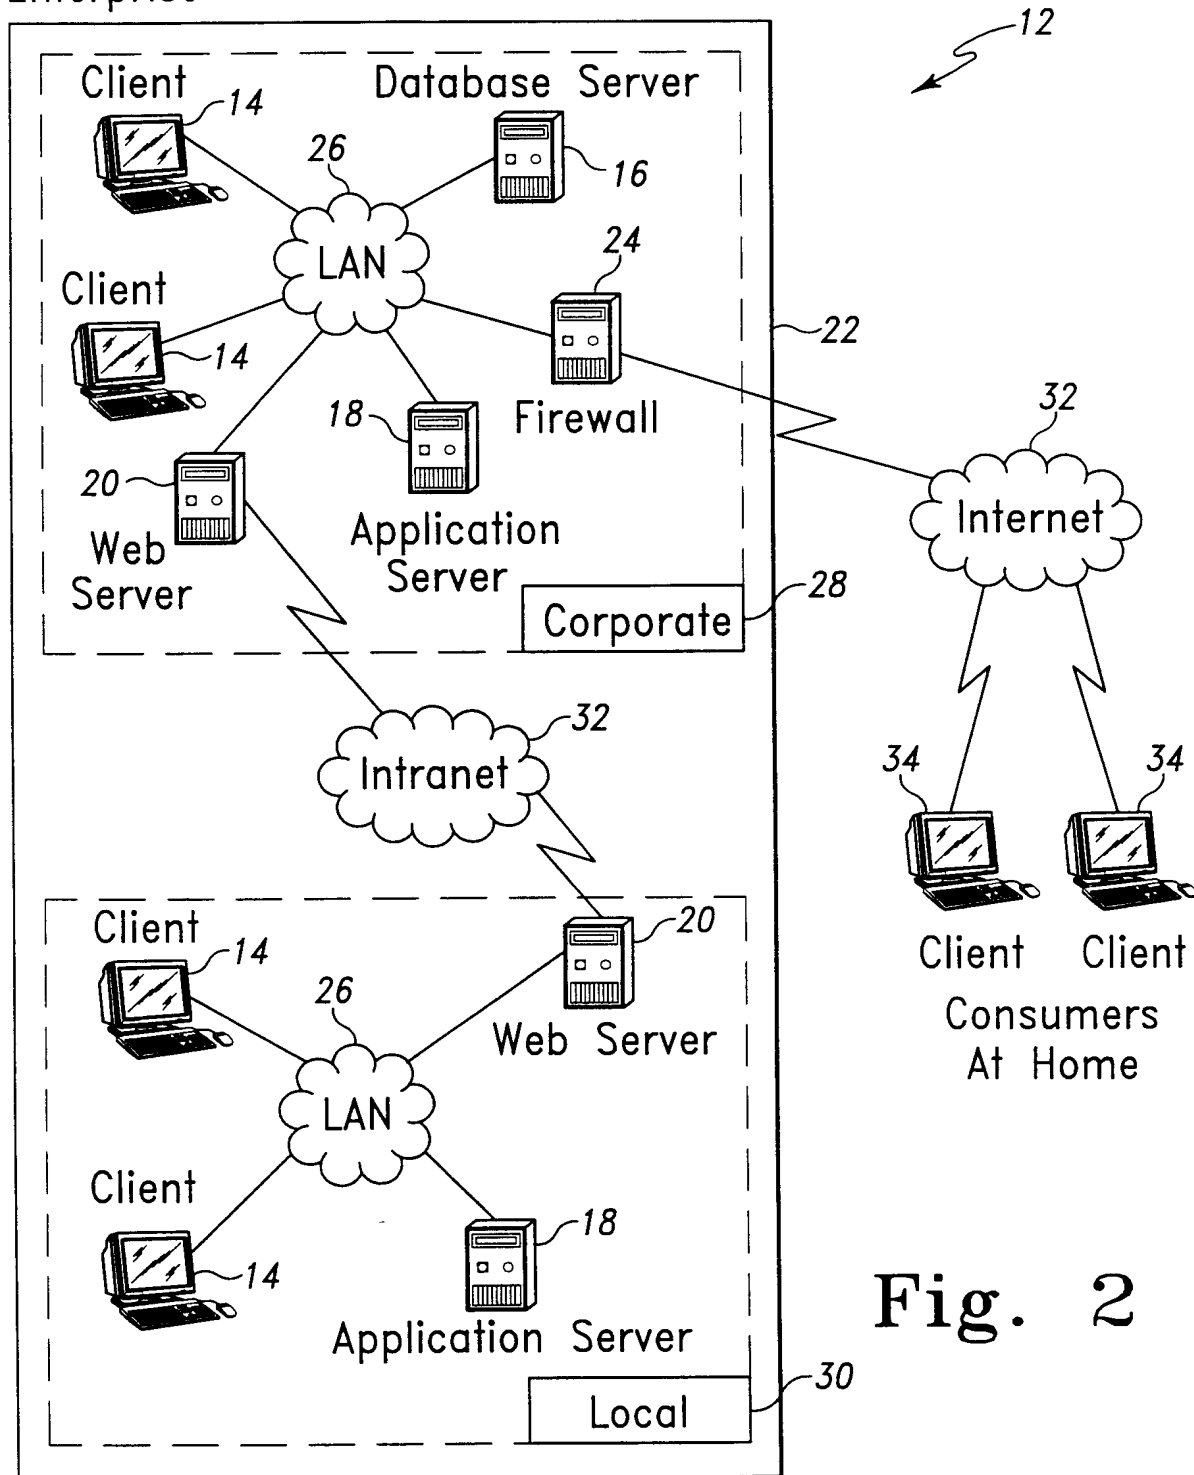 12
Client
14
Database Server
16
26
LAN
24
Client
14
22
18
Firewall
32
20
Internet
Web
Server
Application
Server
28
Corporate
32
Intranet
34
34
Client
14
20
Client
Client
26
Web Server
Consumers
At Home
LAN
Client
18
14
Fig. 2
Application Server
30
Local